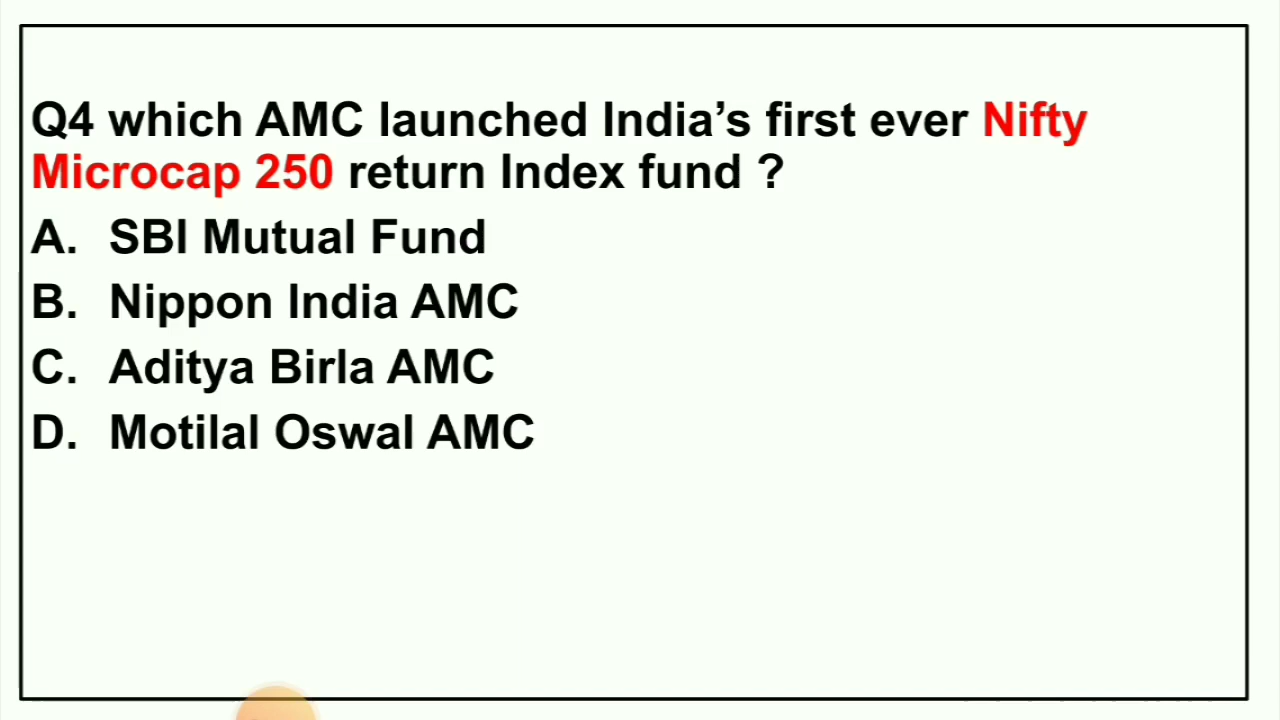 Q4 which AMC launched India’s first ever Nifty
Microcap 250 return Index fund ?
A. SBI Mutual Fund
B. Nippon India AMC
C. Aditya Birla AMC
D. Motilal Oswal AMC